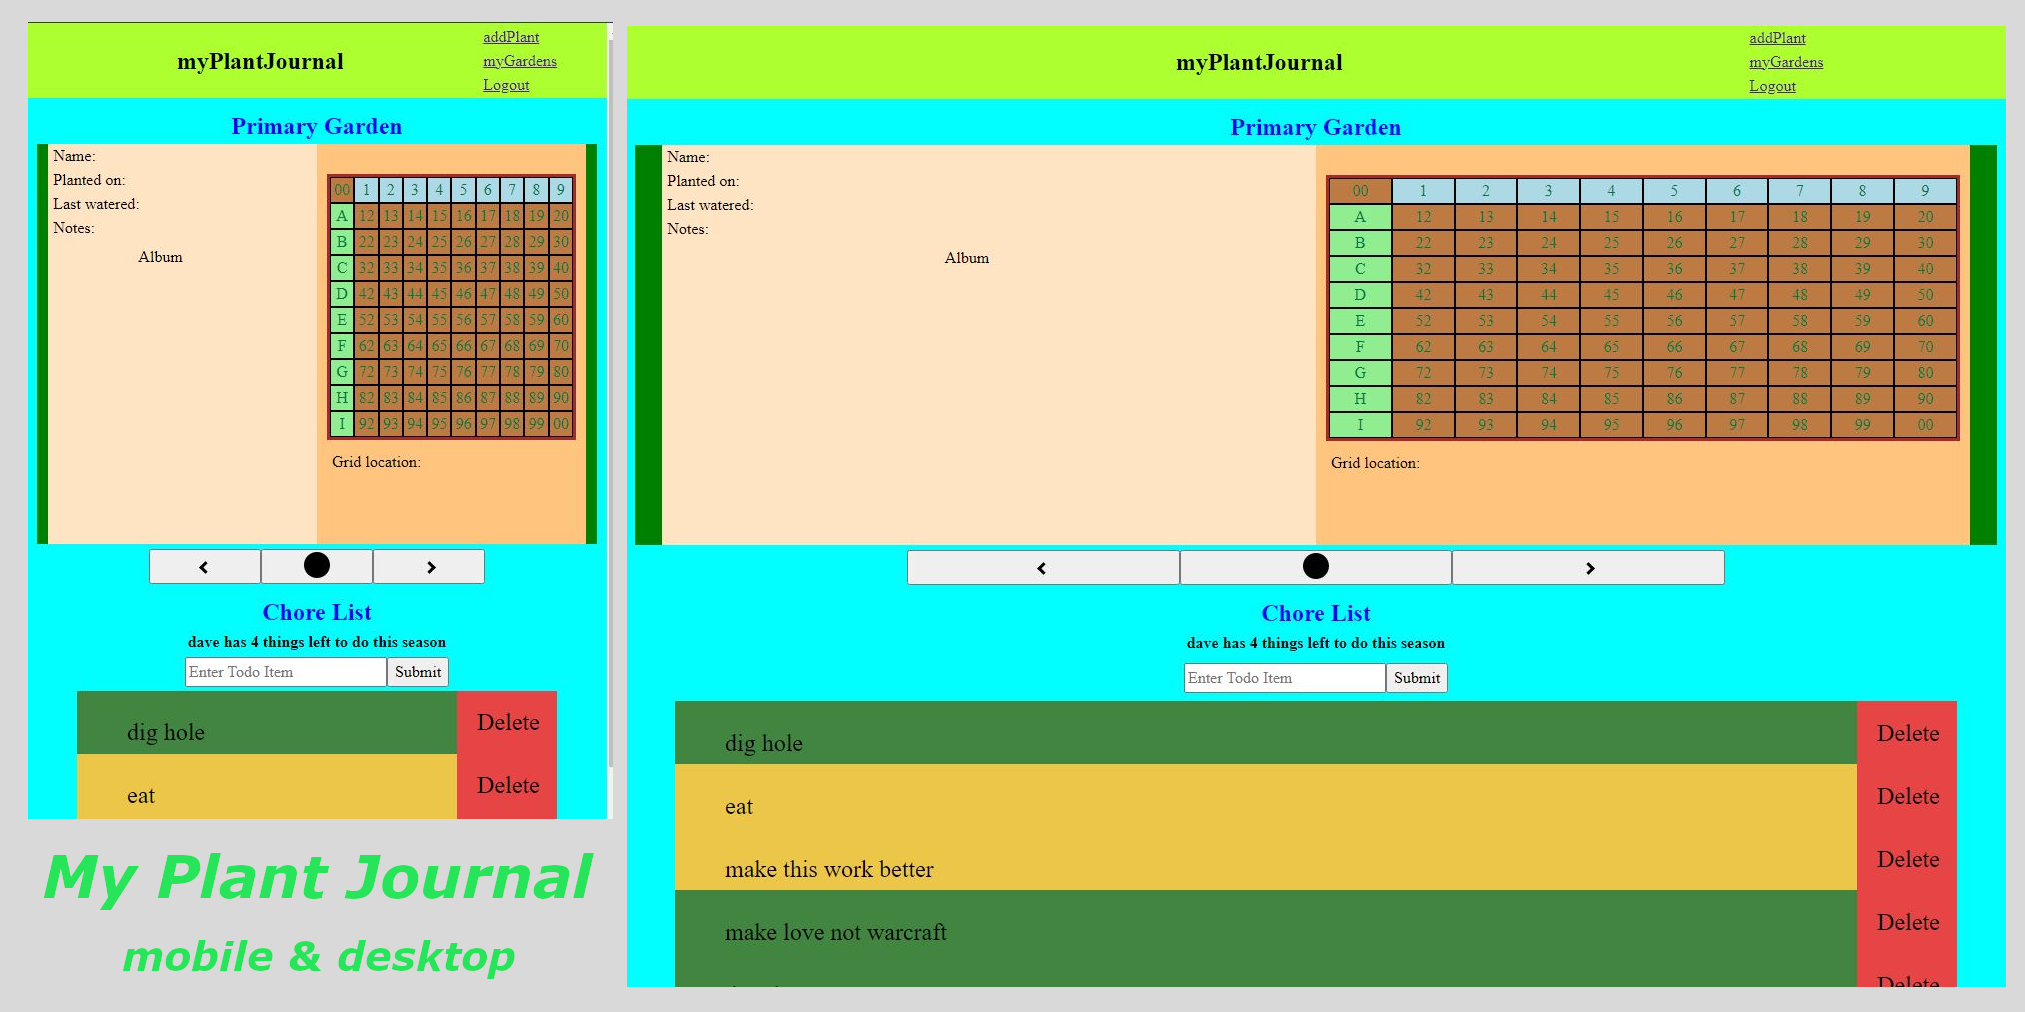 myPlantJournal
addPlant
myGardens
Logout
Primary Garden
Name:
Planted on:
Last watered:
Notes:
Album
00 1 2 3 4 5 6 7 8 9
A 12 13 14 15 16 17 18 19 20
B 22 23 24 25 26 27 28 29 30
C 32 33 34 35 36 37 38 39 40
D 42 43 44 45 46 47 48 49 50
E 52 53 54 55 56 57 58 59 60
F 62 63 64 65 66 67 68 69 70
G 72 73 74 75 76 77 78 79 80
H 82 83 84 85 86 87 88 89 90
I 92 93 94 95 96 97 98 99 00
Grid location:
Chore List
dave has 4 things left to do this season
Enter Todo Item Submit
dig hole Delete
eat Delete
My Plant Journal
mobile & desktop
myPlantJournal
addPlant
myGardens
Logout
Primary Garden
Name:
Planted on:
Last watered:
Notes:
Album
00 1 2 3 4 5 6 7 8 9
A 12 13 14 15 16 17 18 19 20
B 22 23 24 25 26 27 28 29 30
C 32 33 34 35 36 37 38 39 40
D 42 43 44 45 46 47 48 49 50
E 52 53 54 55 56 57 58 59 60
F 62 63 64 65 66 67 68 69 70
G 72 73 74 75 76 77 78 79 80
H 82 83 84 85 86 87 88 89 90
I 92 93 94 95 96 97 98 99 00
Grid location:
Chore List
dave has 4 things left to do this season
Enter Todo Item Submit
dig hole Delete
eat Delete
make this work better Delete
make love not warcraft Delete
Delete